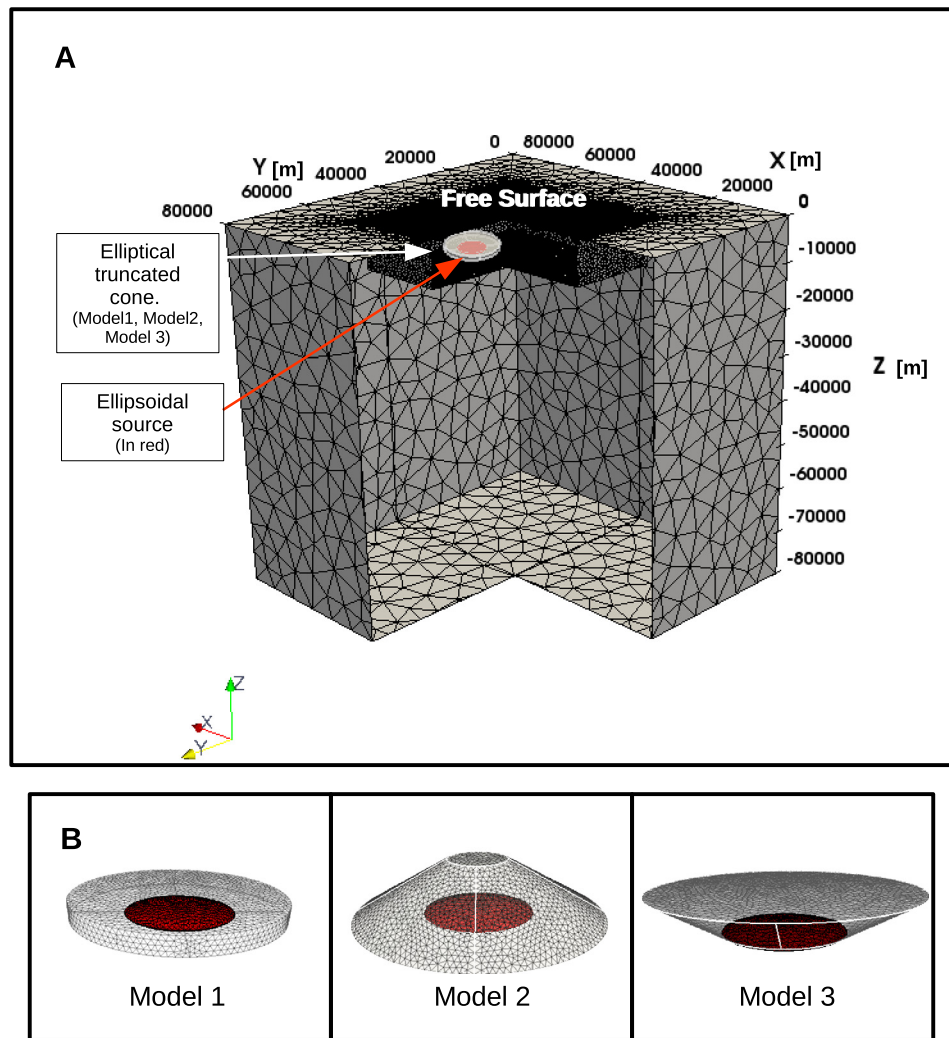 A
0
80000
Y [m]
20000
60000
X [m]
40000
40000
60000
20000
80000
Free Surface
0
Elliptical
truncated
cone.
(Model1, Model2,
Model 3)
-10000
-20000
-30000
Z [m]
-40000
Ellipsoidal
source
(In red)
-50000
-60000
-70000
-80000
Z
X
Y
B
Model 1
Model 2
Model 3